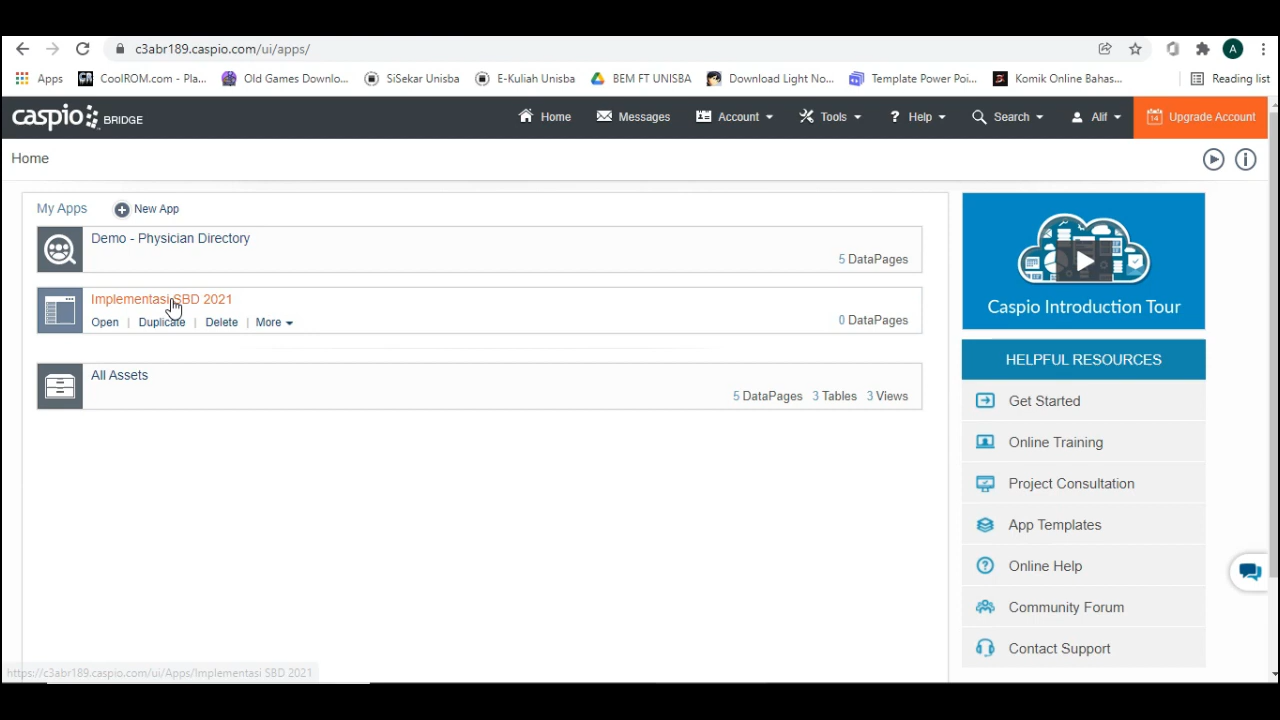 c3abr189.caspio.com/ui/apps/
A
Apps CoolROM.com - Pla... Old Games Downlo... SiSekar Unisba E-Kuliah Unisba BEM FT UNISBA Download Light No... Template Power Poi... Komik Online Bahas... Reading list
caspio BRIDGE Home Messages Account Tools ? Help Search Alif 14 Upgrade Account
Home
My Apps New App
Demo - Physician Directory
5 DataPages
Implementasi SBD 2021
Open | Duplicate | Delete | More
0 DataPages
All Assets
5 DataPages 3 Tables 3 Views
Caspio Introduction Tour
HELPFUL RESOURCES
Get Started
Online Training
Project Consultation
App Templates
Online Help
Community Forum
Contact Support
https://c3abr189.caspio.com/ui/Apps/Implementasi SBD 2021